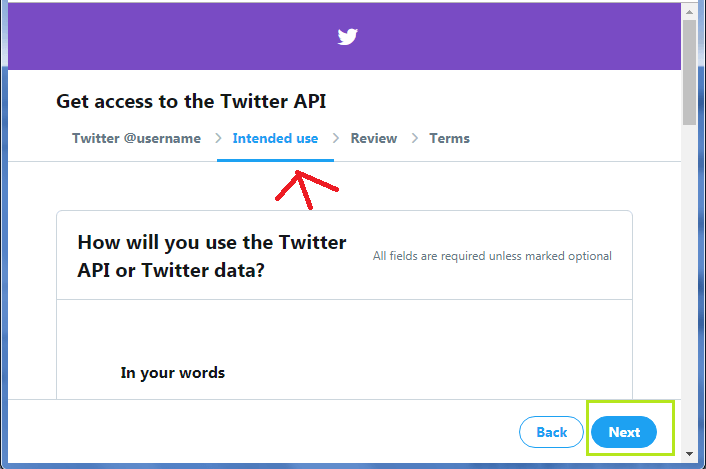 Get access to the Twitter API
Twitter @username > Intended use > Review > Terms
How will you use the Twitter
API or Twitter data?
All fields are required unless marked optional
In your words
Back Next